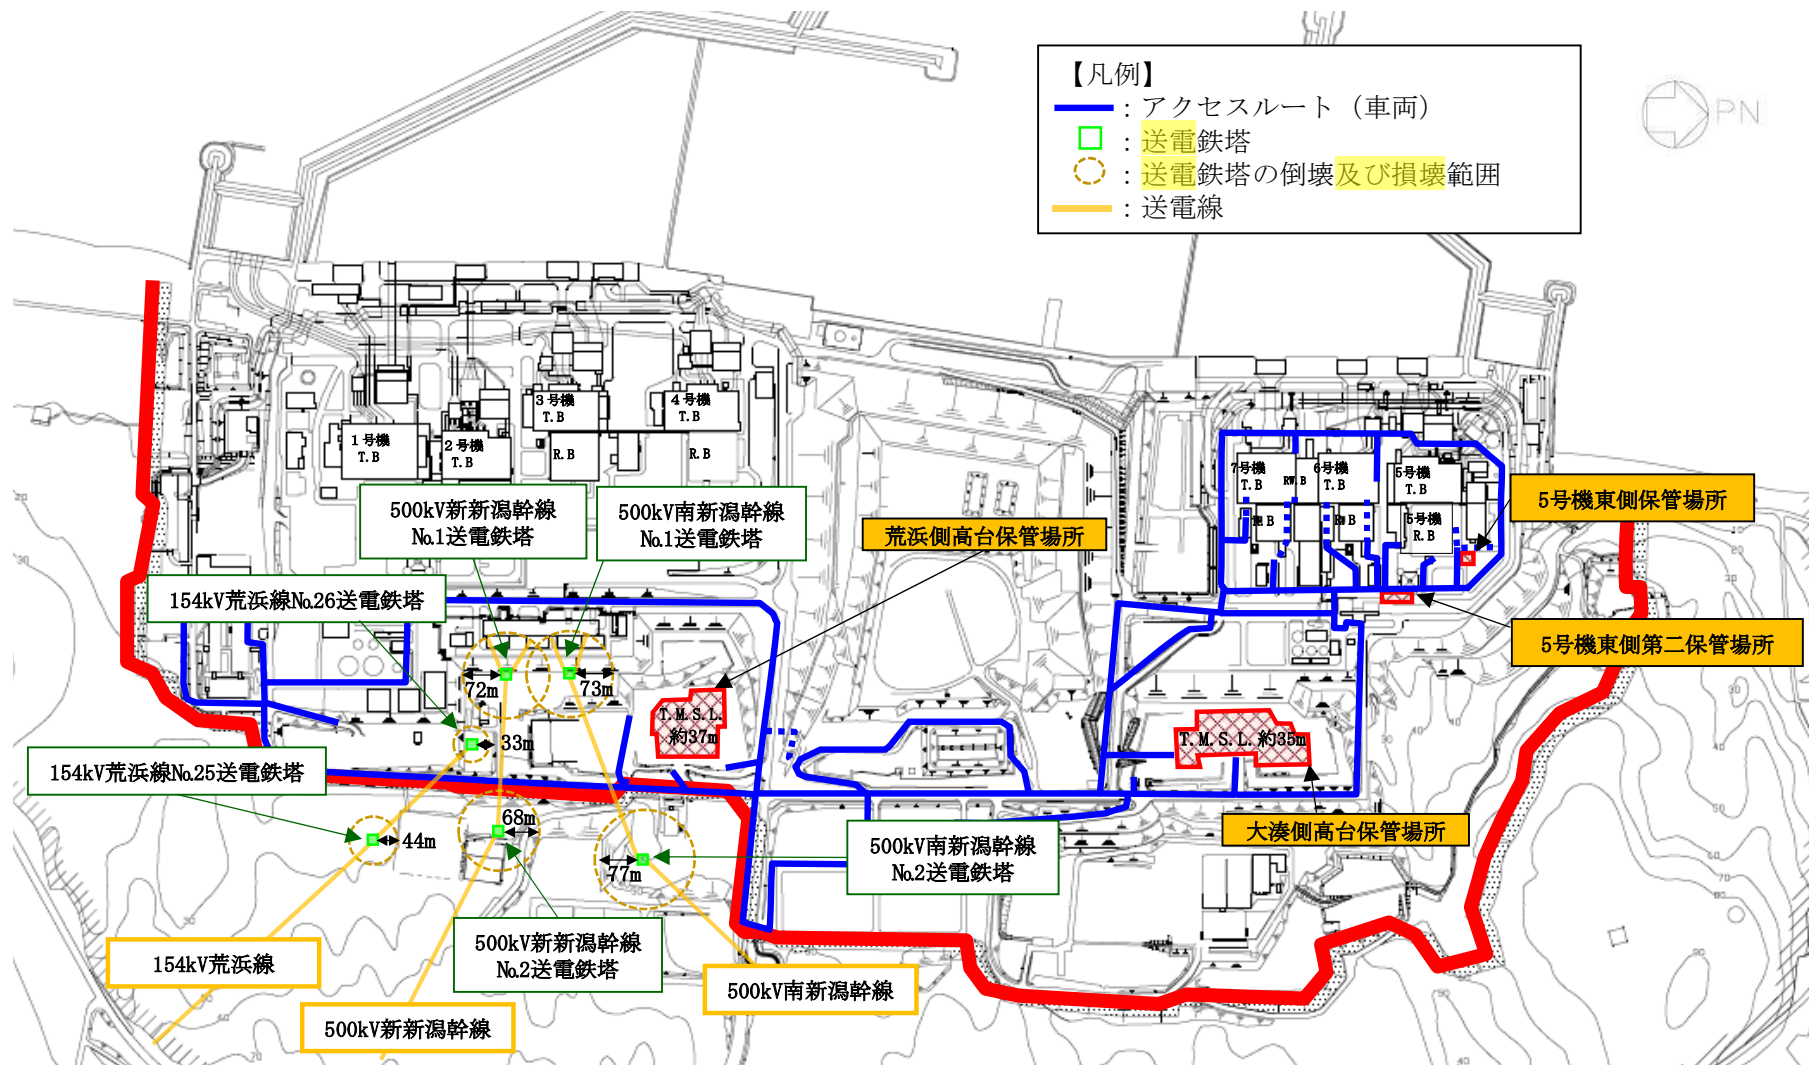 【凡例】
：アクセスルート（車両）
：送電鉄塔
：送電鉄塔の倒壊及び損壊範囲
：送電線
PN
1号機
T.B
2号機
T.B
3号機
T.B
R.B
4号機
T.B
R.B
7号機
T.B
RW.B
6号機
T.B
5号機
T.B
5号機
R.B
500kV新新潟幹線
No.1送電鉄塔
500kV南新潟幹線
No.1送電鉄塔
荒浜側高台保管場所
5号機東側保管場所
5号機東側第二保管場所
154kV荒浜線No.26送電鉄塔
72m
73m
33m
T.M.S.L.
約37m
T.M.S.L.約35m
154kV荒浜線No.25送電鉄塔
44m
68m
77m
500kV南新潟幹線
No.2送電鉄塔
大湊側高台保管場所
500kV新新潟幹線
No.2送電鉄塔
154kV荒浜線
500kV南新潟幹線
500kV新新潟幹線